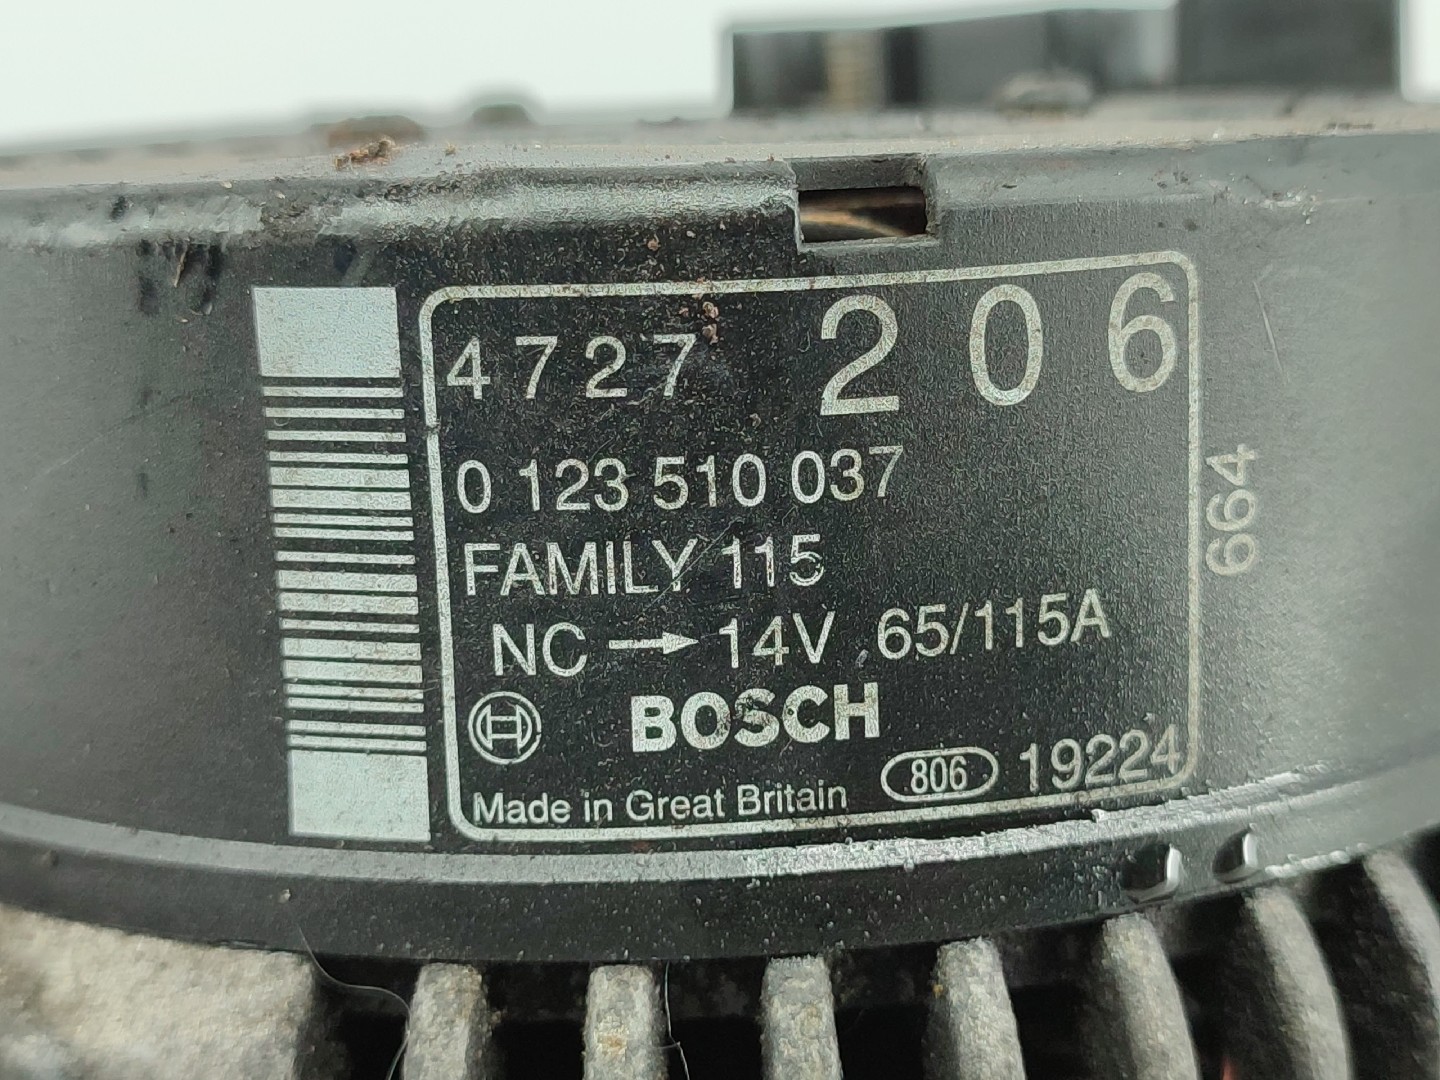 4727 206
0 123 510 037
FAMILY 115
NC → 14V 65/115A
BOSCH
Made in Great Britain 806 19224
664